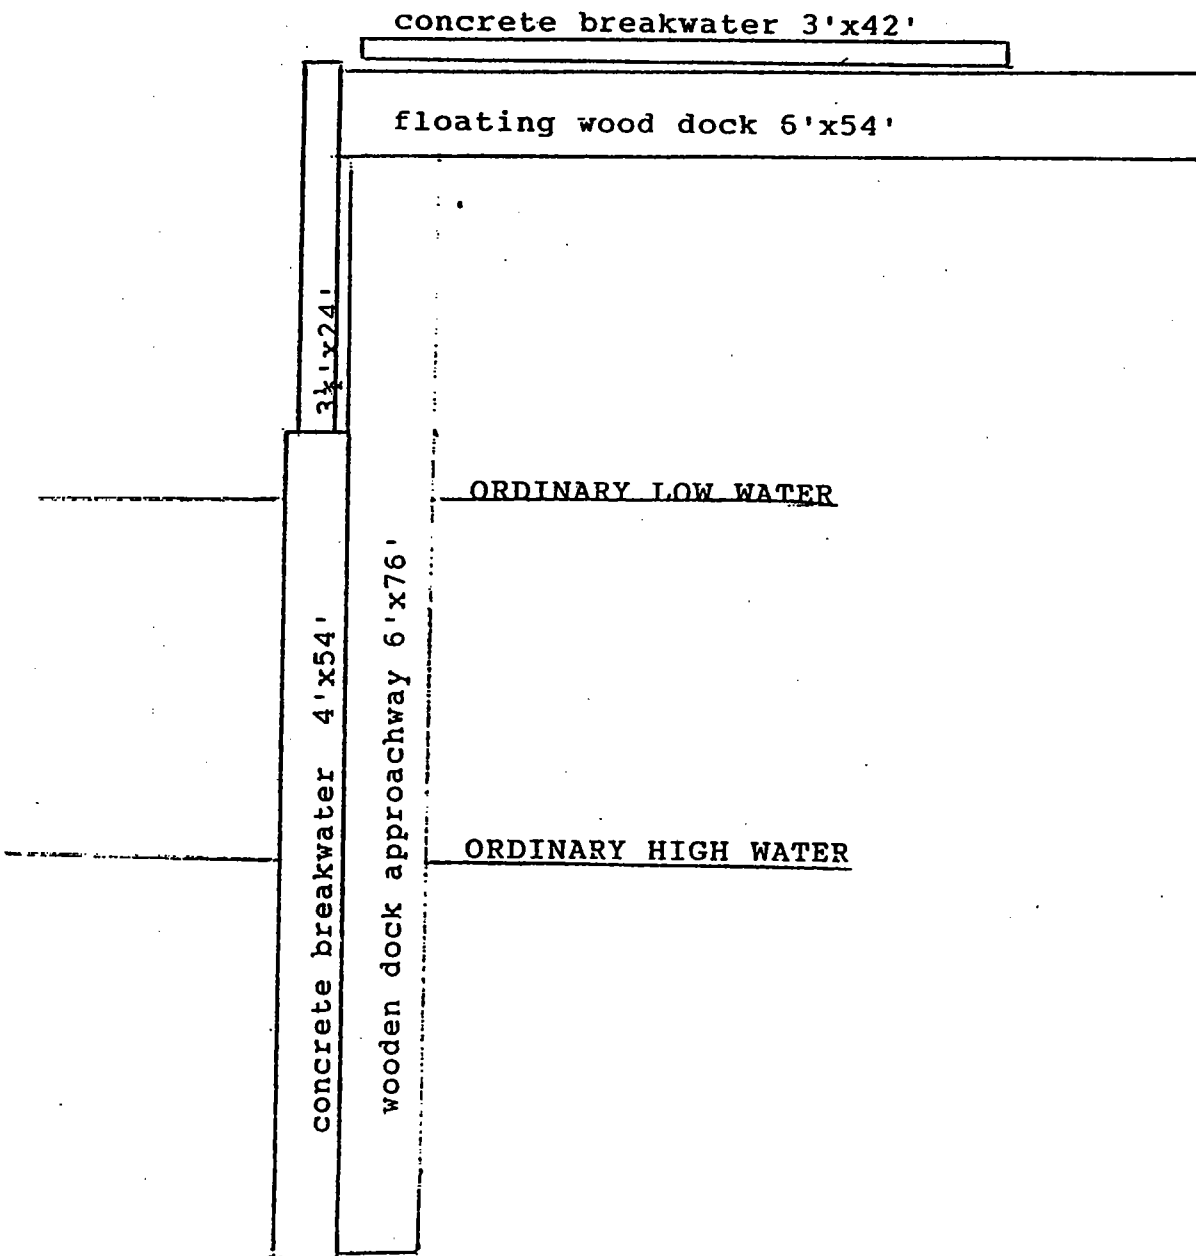 concrete breakwater 3'x42'
floating wood dock 6'x54'
3½'x24'
ORDINARY LOW WATER
concrete breakwater 4'x54'
wooden dock approachway 6'x76'
ORDINARY HIGH WATER